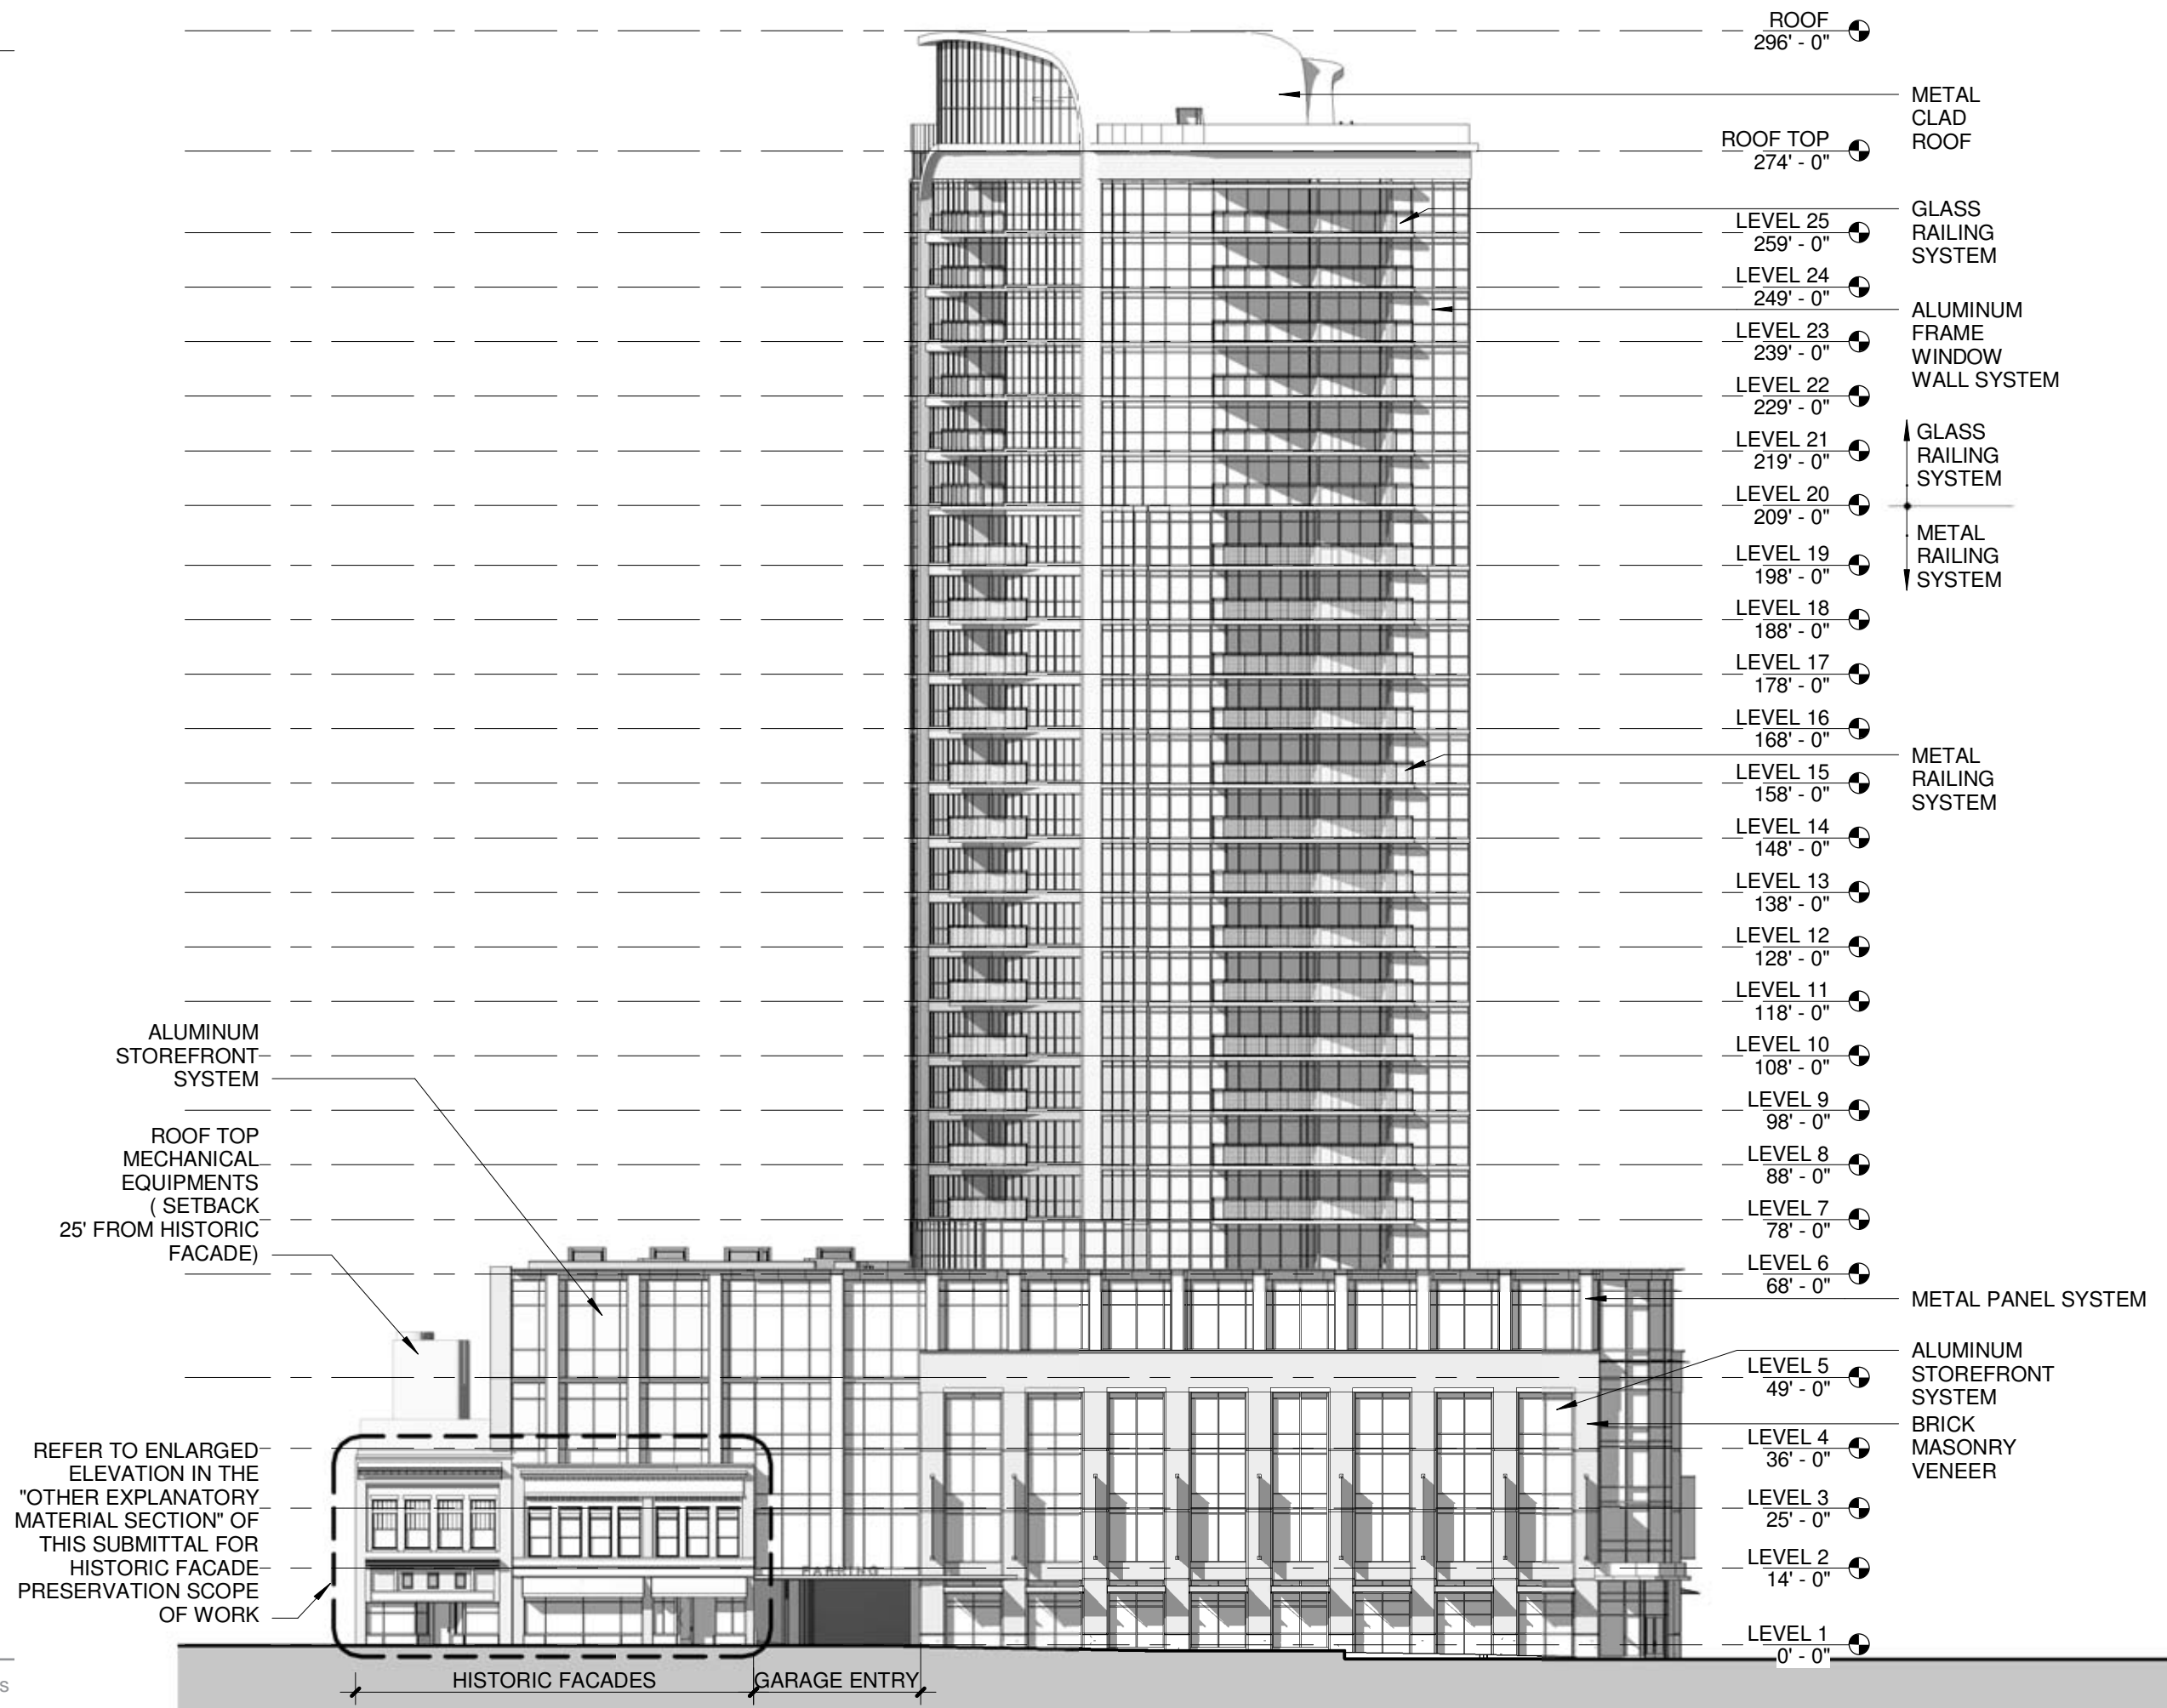 ROOF
296' - 0"
METAL
CLAD
ROOF
ROOF TOP
274' - 0"
GLASS
RAILING
SYSTEM
LEVEL 25
259' - 0"
LEVEL 24
249' - 0"
ALUMINUM
FRAME
WINDOW
WALL SYSTEM
LEVEL 23
239' - 0"
LEVEL 22
229' - 0"
GLASS
RAILING
SYSTEM
LEVEL 21
219' - 0"
LEVEL 20
209' - 0"
METAL
RAILING
SYSTEM
LEVEL 19
198' - 0"
LEVEL 18
188' - 0"
LEVEL 17
178' - 0"
LEVEL 16
168' - 0"
METAL
RAILING
SYSTEM
LEVEL 15
158' - 0"
LEVEL 14
148' - 0"
LEVEL 13
138' - 0"
LEVEL 12
128' - 0"
LEVEL 11
118' - 0"
ALUMINUM
STOREFRONT
SYSTEM
LEVEL 10
108' - 0"
LEVEL 9
98' - 0"
ROOF TOP
MECHANICAL
EQUIPMENTS
( SETBACK
25' FROM HISTORIC
FACADE)
LEVEL 8
88' - 0"
LEVEL 7
78' - 0"
LEVEL 6
68' - 0"
METAL PANEL SYSTEM
ALUMINUM
STOREFRONT
SYSTEM
LEVEL 5
49' - 0"
BRICK
MASONRY
VENEER
LEVEL 4
36' - 0"
REFER TO ENLARGED
ELEVATION IN THE
"OTHER EXPLANATORY
MATERIAL SECTION" OF
THIS SUBMITTAL FOR
HISTORIC FACADE
PRESERVATION SCOPE
OF WORK
LEVEL 3
25' - 0"
LEVEL 2
14' - 0"
PARKING
LEVEL 1
0' - 0"
HISTORIC FACADES
GARAGE ENTRY
s